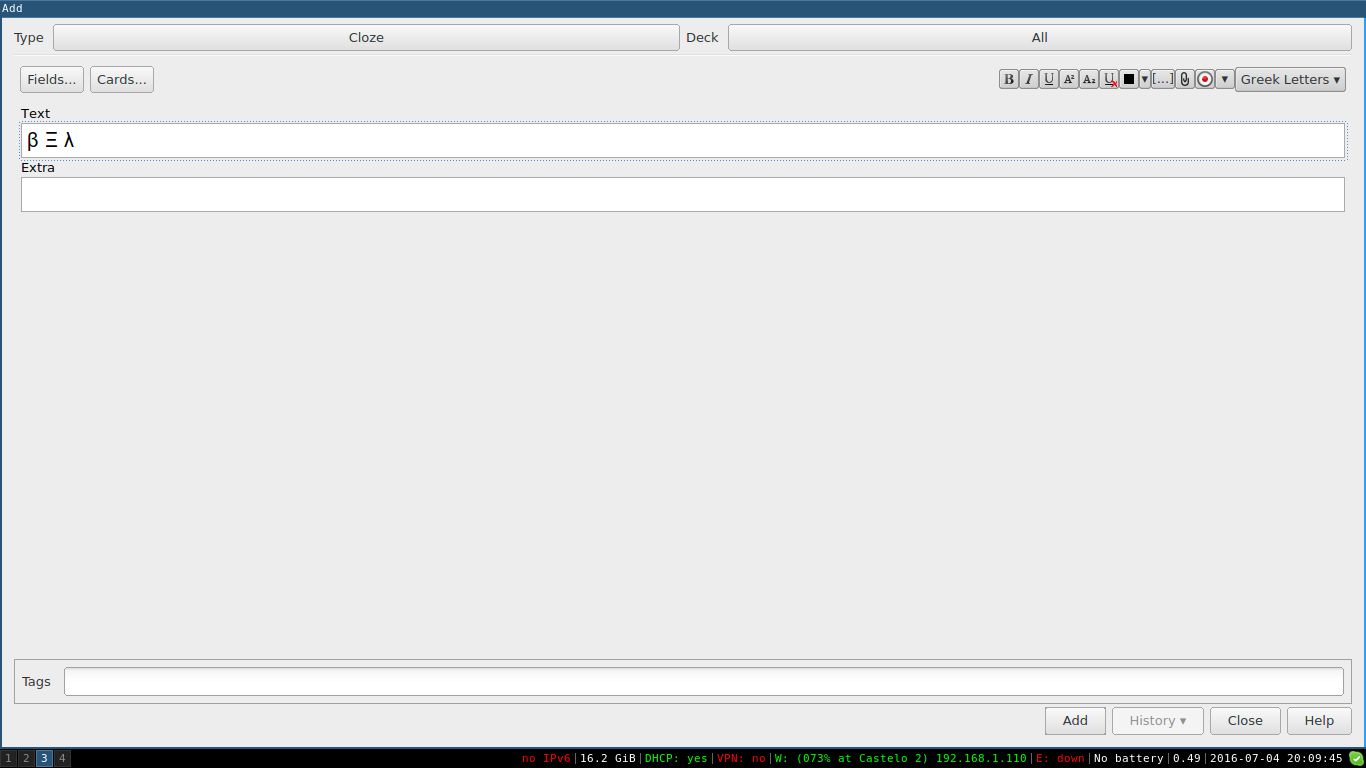 Add
Type Cloze Deck All
Fields... Cards... B I U A² A₂ U [...] Greek Letters ▾
Text
β Ξ λ
Extra
Tags
Add History ▾ Close Help
1 2 3 4 no IPv6|16.2 GiB|DHCP: yes|VPN: no|W: (073% at Castelo 2) 192.168.1.110|E: down|No battery|0.49|2016-07-04 20:09:45